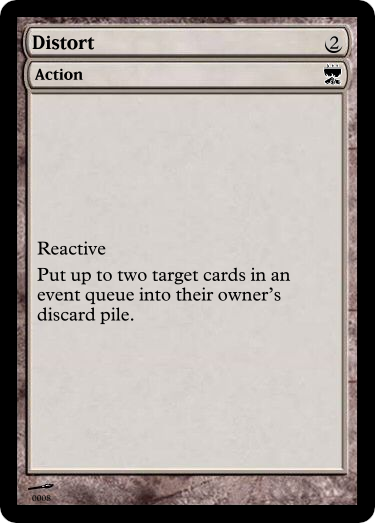 Distort 2
Action
Reactive
Put up to two target cards in an
event queue into their owner's
discard pile.
0008